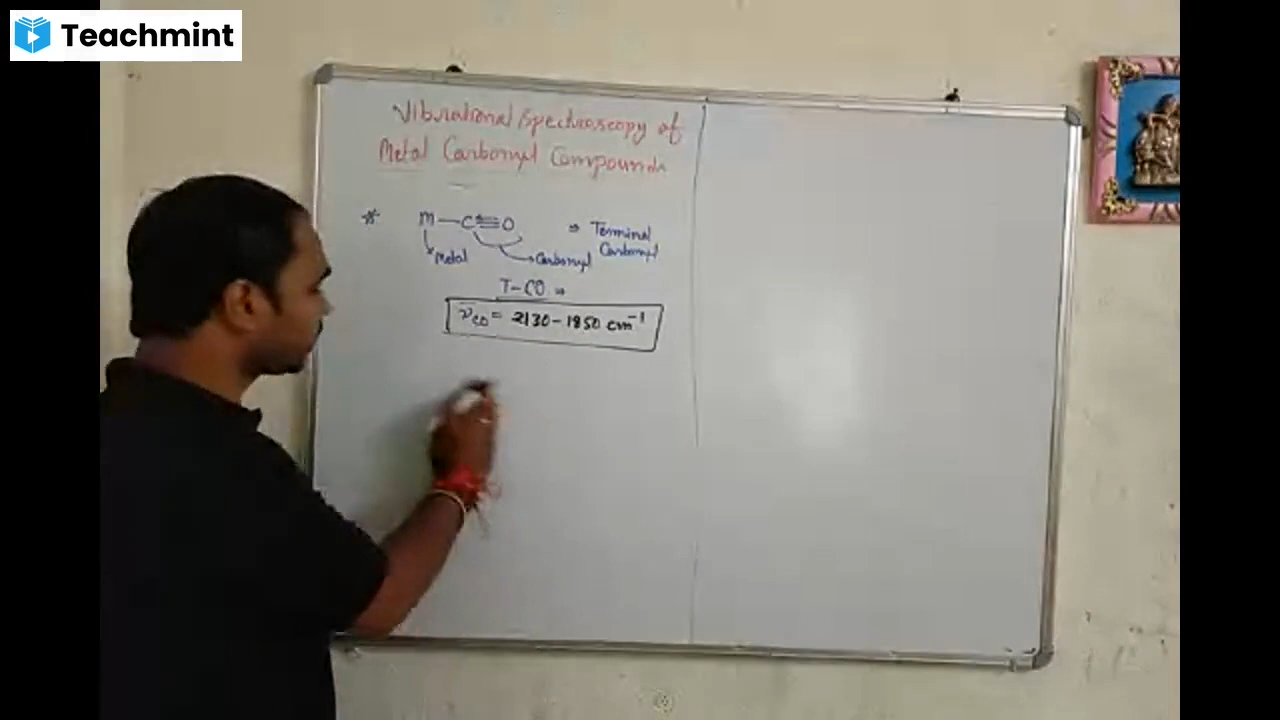 Teachmint
Vibrational Spectroscopy of
Metal Carbonyl Compounds
* M—C≡O ⇒ Terminal Carbonyl
Metal Carbonyl
T-CO ⇒
ν̄CO = 2130-1850 cm⁻¹